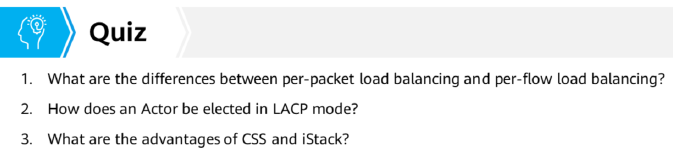 Quiz
1. What are the differences between per-packet load balancing and per-flow load balancing?
2. How does an Actor be elected in LACP mode?
3. What are the advantages of CSS and iStack?